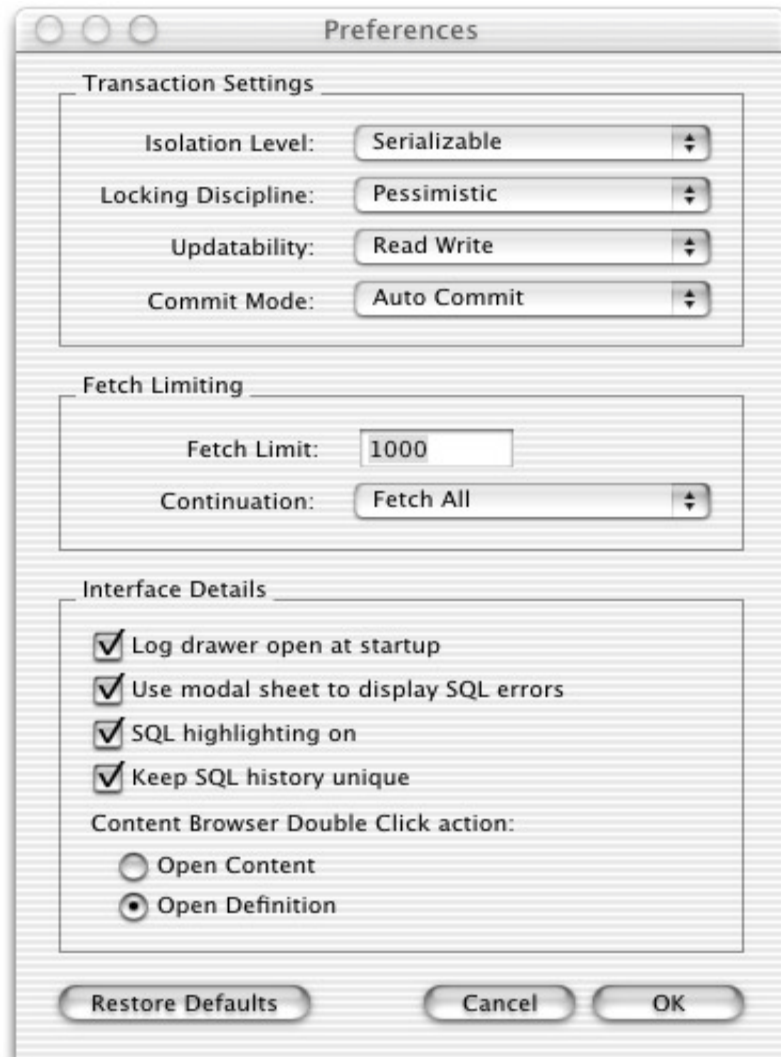 Preferences
Transaction Settings
Isolation Level: Serializable
Locking Discipline: Pessimistic
Updatability: Read Write
Commit Mode: Auto Commit
Fetch Limiting
Fetch Limit: 1000
Continuation: Fetch All
Interface Details
Log drawer open at startup
Use modal sheet to display SQL errors
SQL highlighting on
Keep SQL history unique
Content Browser Double Click action:
Open Content
Open Definition
Restore Defaults Cancel OK